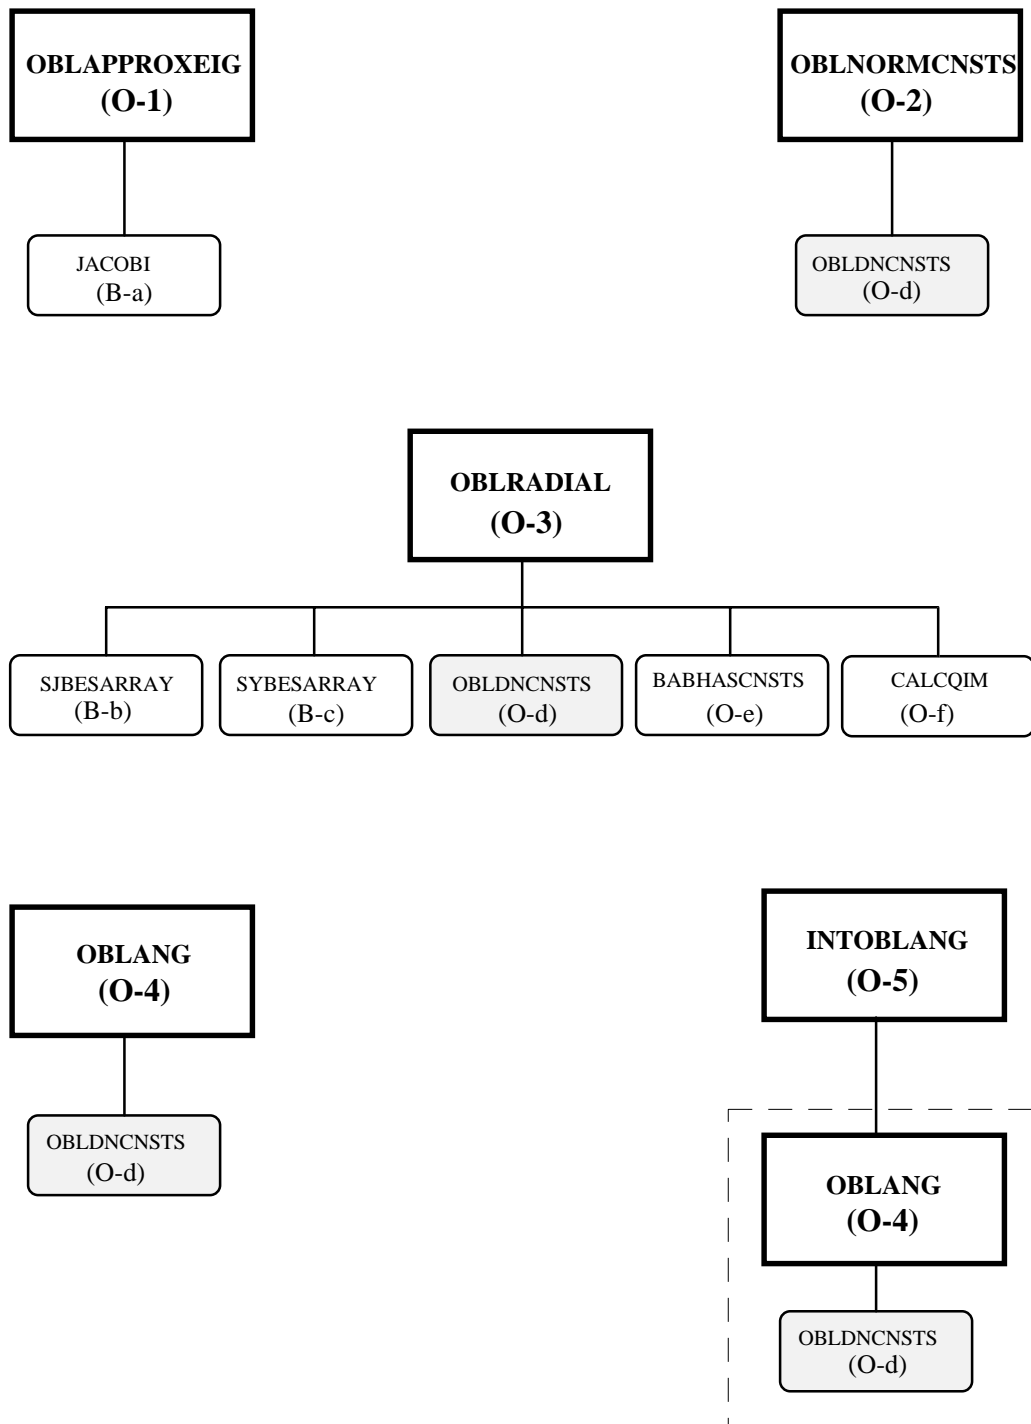 OBLAPPROXEIG
(O-1)
OBLNORMCNSTS
(O-2)
JACOBI
(B-a)
OBLDNCNSTS
(O-d)
OBLRADIAL
(O-3)
SJBESARRAY
(B-b)
SYBESARRAY
(B-c)
OBLDNCNSTS
(O-d)
BABHASCNSTS
(O-e)
CALCQIM
(O-f)
OBLANG
(O-4)
OBLDNCNSTS
(O-d)
INTOBLANG
(O-5)
OBLANG
(O-4)
OBLDNCNSTS
(O-d)